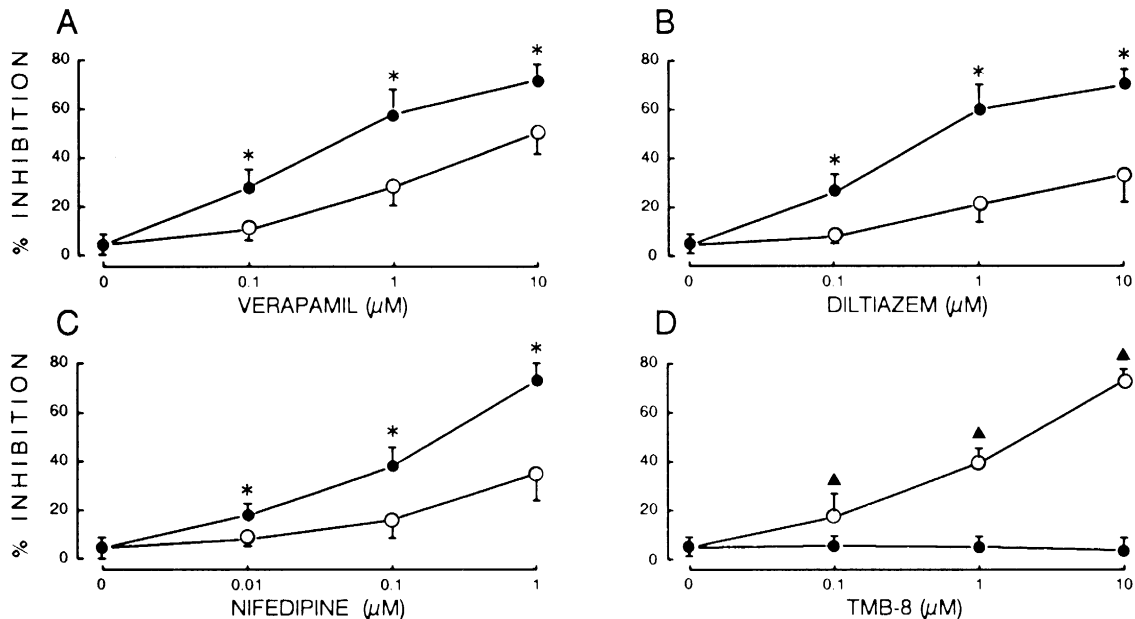 A
% INHIBITION
80
60
40
20
0
* * *
0 0.1 1 10
VERAPAMIL (µM)
B
80
60
40
20
0
* * *
0 0.1 1 10
DILTIAZEM (µM)
C
% INHIBITION
80
60
40
20
0
* * *
0 0.01 0.1 1
NIFEDIPINE (µM)
D
80
60
40
20
0
0 0.1 1 10
TMB-8 (µM)